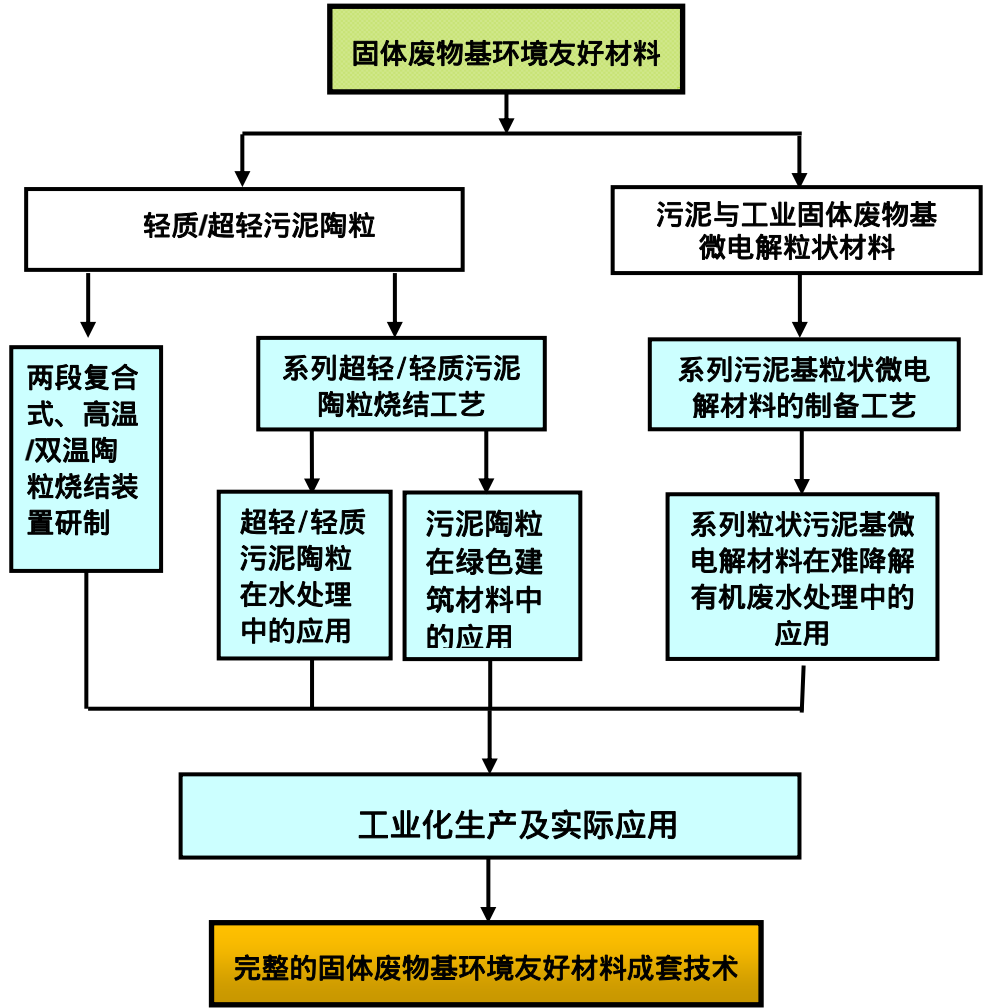 固体废物基环境友好材料
轻质/超轻污泥陶粒
污泥与工业固体废物基
微电解粒状材料
两段复合
式、高温
/双温陶
粒烧结装
置研制
系列超轻/轻质污泥
陶粒烧结工艺
系列污泥基粒状微电
解材料的制备工艺
超轻/轻质
污泥陶粒
在水处理
中的应用
污泥陶粒
在绿色建
筑材料中
的应用
系列粒状污泥基微
电解材料在难降解
有机废水处理中的
应用
工业化生产及实际应用
完整的固体废物基环境友好材料成套技术